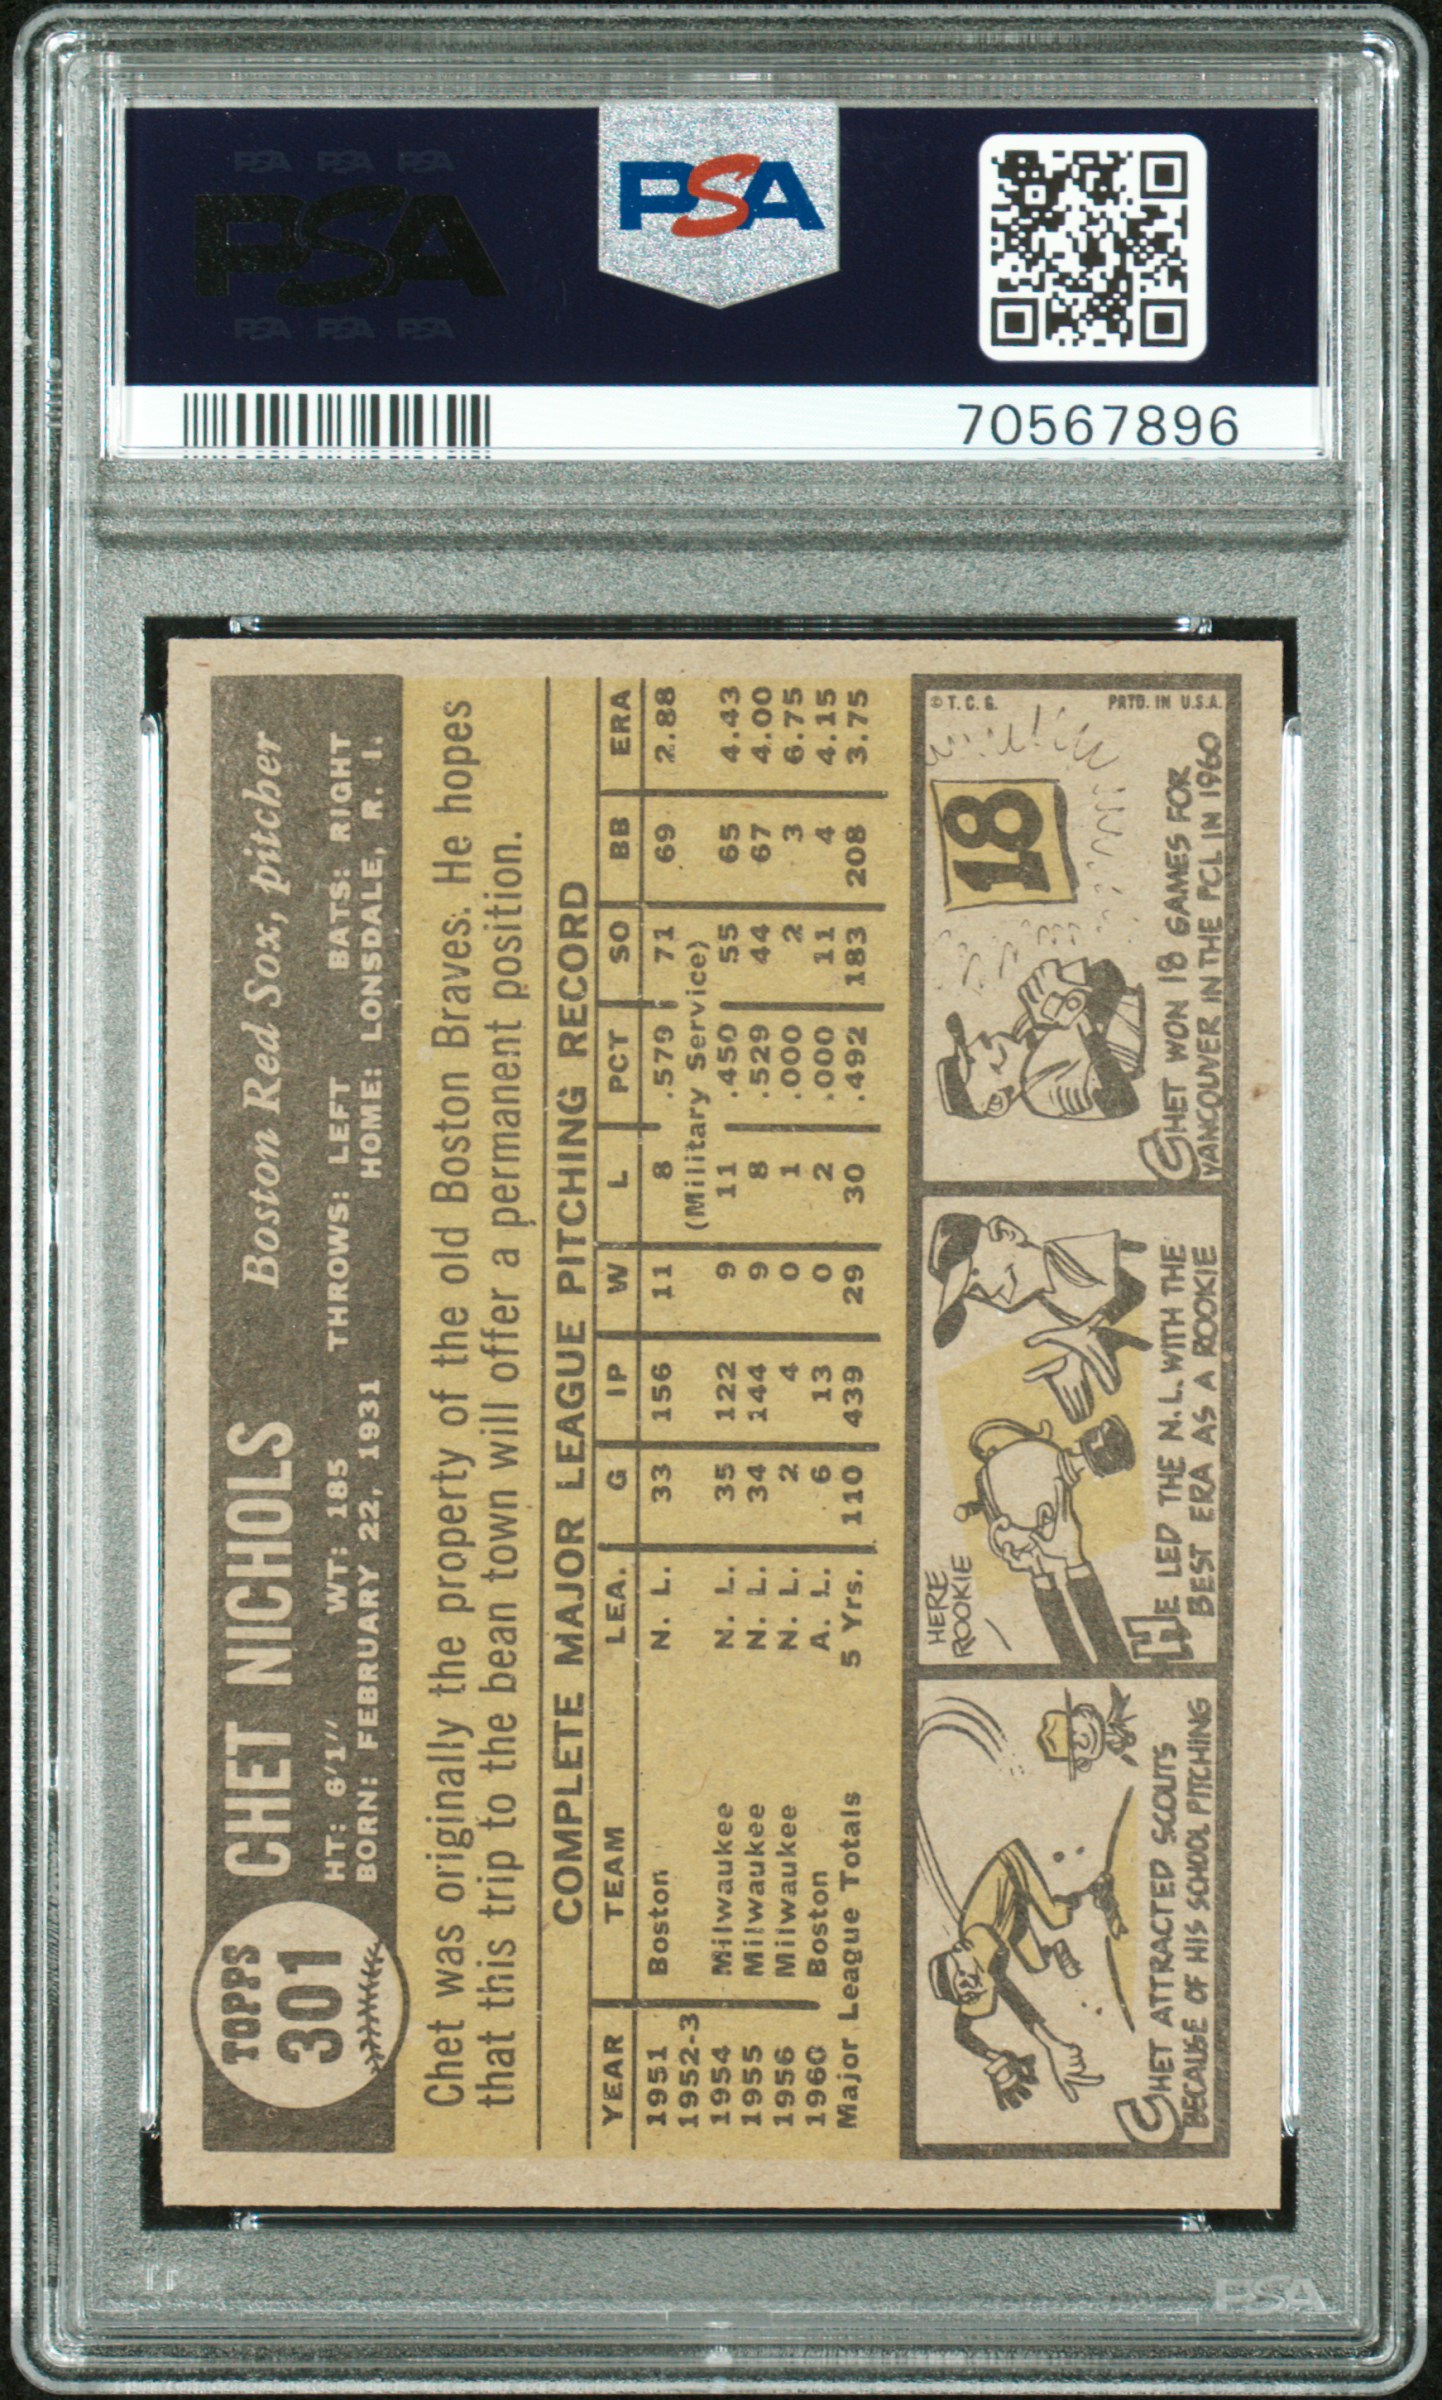 PSA PSA PSA
PSA
PSA PSA PSA
PSA
70567896
TOPPS
301
CHET NICHOLS Boston Red Sox, pitcher
HT: 6'1" WT: 185 THROWS: LEFT BATS: RIGHT
BORN: FEBRUARY 22, 1931 HOME: LONSDALE, R. I.
Chet was originally the property of the old Boston Braves. He hopes
that this trip to the bean town will offer a permanent position.
COMPLETE MAJOR LEAGUE PITCHING RECORD
YEAR TEAM LEA. G IP W L PCT SO BB ERA
1951 Boston N. L. 33 156 11 8 .579 71 69 2.88
1952-3 (Military Service)
1954 Milwaukee N. L. 35 122 9 11 .450 55 65 4.43
1955 Milwaukee N. L. 34 144 9 8 .529 44 67 4.00
1956 Milwaukee N. L. 2 4 0 1 .000 2 3 6.75
1960 Boston A. L. 6 13 0 2 .000 11 4 4.15
Major League Totals 5 Yrs. 110 439 29 30 .492 183 208 3.75
CHET ATTRACTED SCOUTS
BECAUSE OF HIS SCHOOL PITCHING
HERE
ROOKIE
HE LED THE N.L. WITH THE
BEST ERA AS A ROOKIE
© T. C. G. PRTD. IN U.S.A.
18
CHET WON 18 GAMES FOR
VANCOUVER IN THE PCL IN 1960
PSA